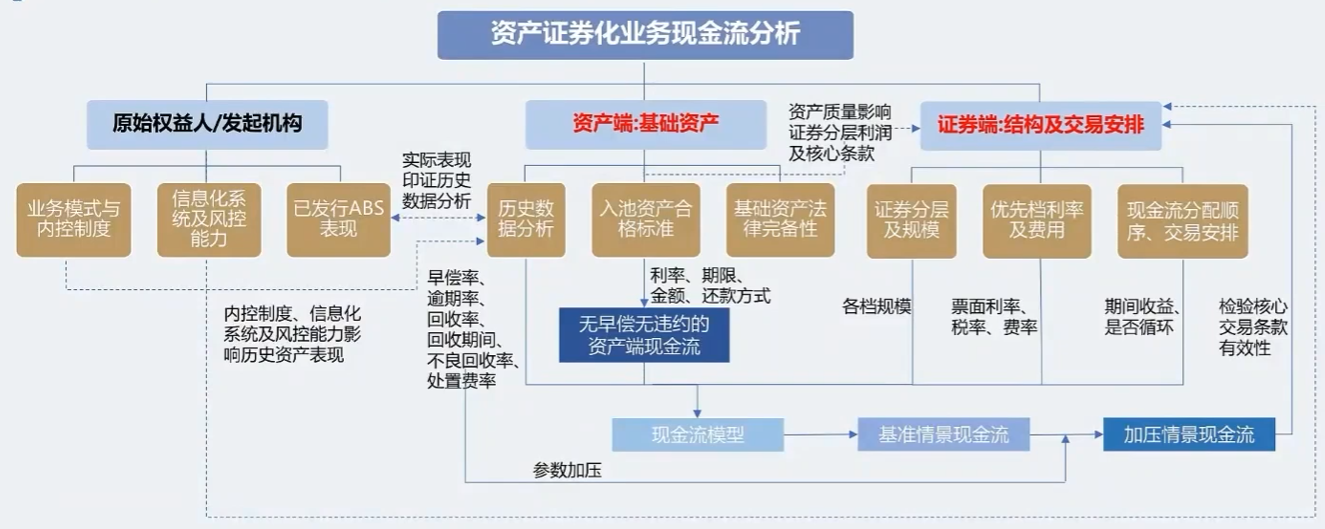 资产证券化业务现金流分析
原始权益人/发起机构
资产端:基础资产
资产质量影响
证券分层利润
及核心条款
证券端:结构及交易安排
业务模式与
内控制度
信息化系
统及风控
能力
已发行ABS
表现
实际表现
印证历史
数据分析
历史数
据分析
入池资产合
格标准
基础资产法
律完备性
证券分层
及规模
优先档利率
及费用
现金流分配顺
序、交易安排
内控制度、信息化
系统及风控能力影
响历史资产表现
早偿率、
逾期率、
回收率、
回收期间、
不良回收率、
处置费率
利率、期限、
金额、还款方式
无早偿无违约的
资产端现金流
各档规模
票面利率、
税率、费率
期间收益、
是否循环
检验核心
交易条款
有效性
现金流模型
基准情景现金流
加压情景现金流
参数加压